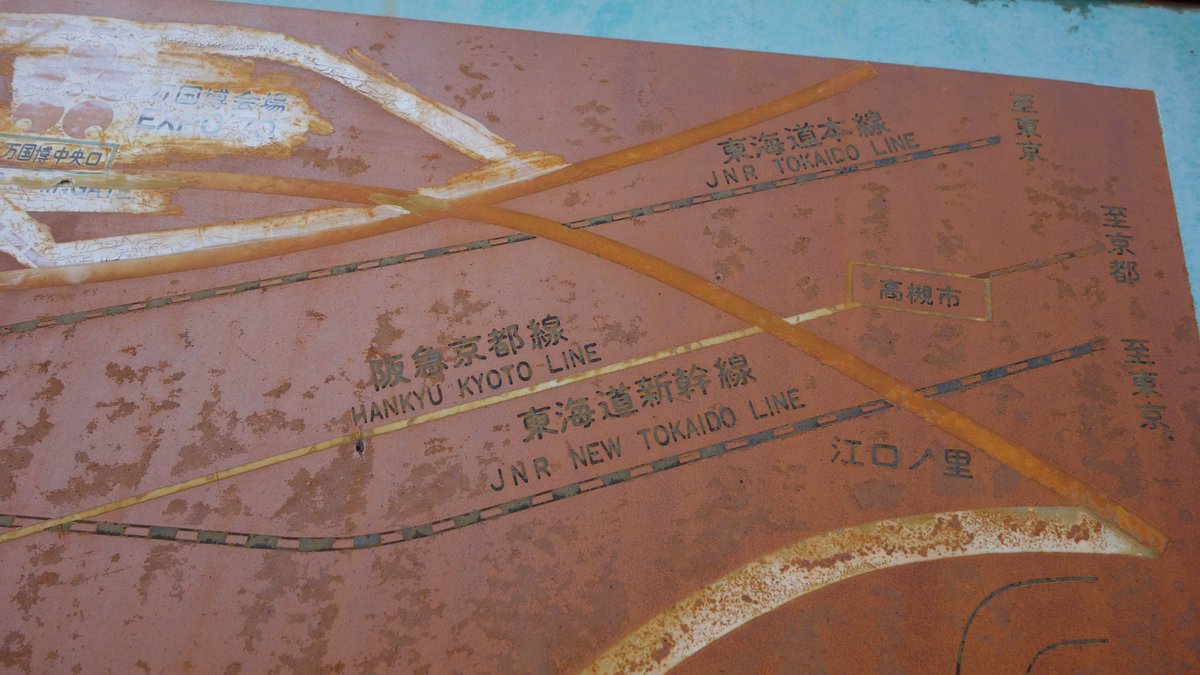 万国博会場
EXPO'70
万国博中央口
東海道本線
JNR TOKAIDO LINE
至東京
至京都
高槻市
阪急京都線
HANKYU KYOTO LINE
東海道新幹線
JNR NEW TOKAIDO LINE
至東京
江口ノ里